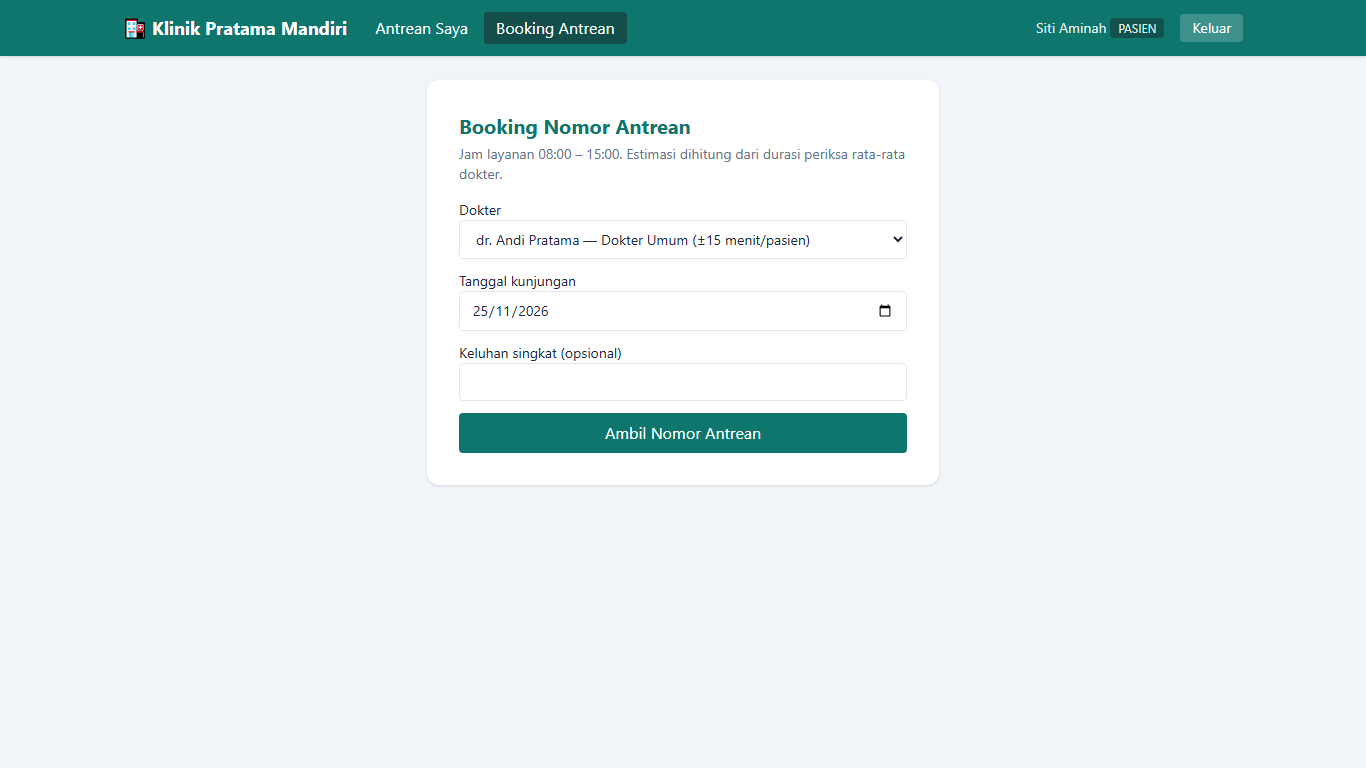 Klinik Pratama Mandiri
Antrean Saya
Booking Antrean
Siti Aminah
PASIEN
Keluar
Booking Nomor Antrean
Jam layanan 08:00 – 15:00. Estimasi dihitung dari durasi periksa rata-rata
dokter.
Dokter
dr. Andi Pratama — Dokter Umum (±15 menit/pasien)
Tanggal kunjungan
25/11/2026
Keluhan singkat (opsional)
Ambil Nomor Antrean